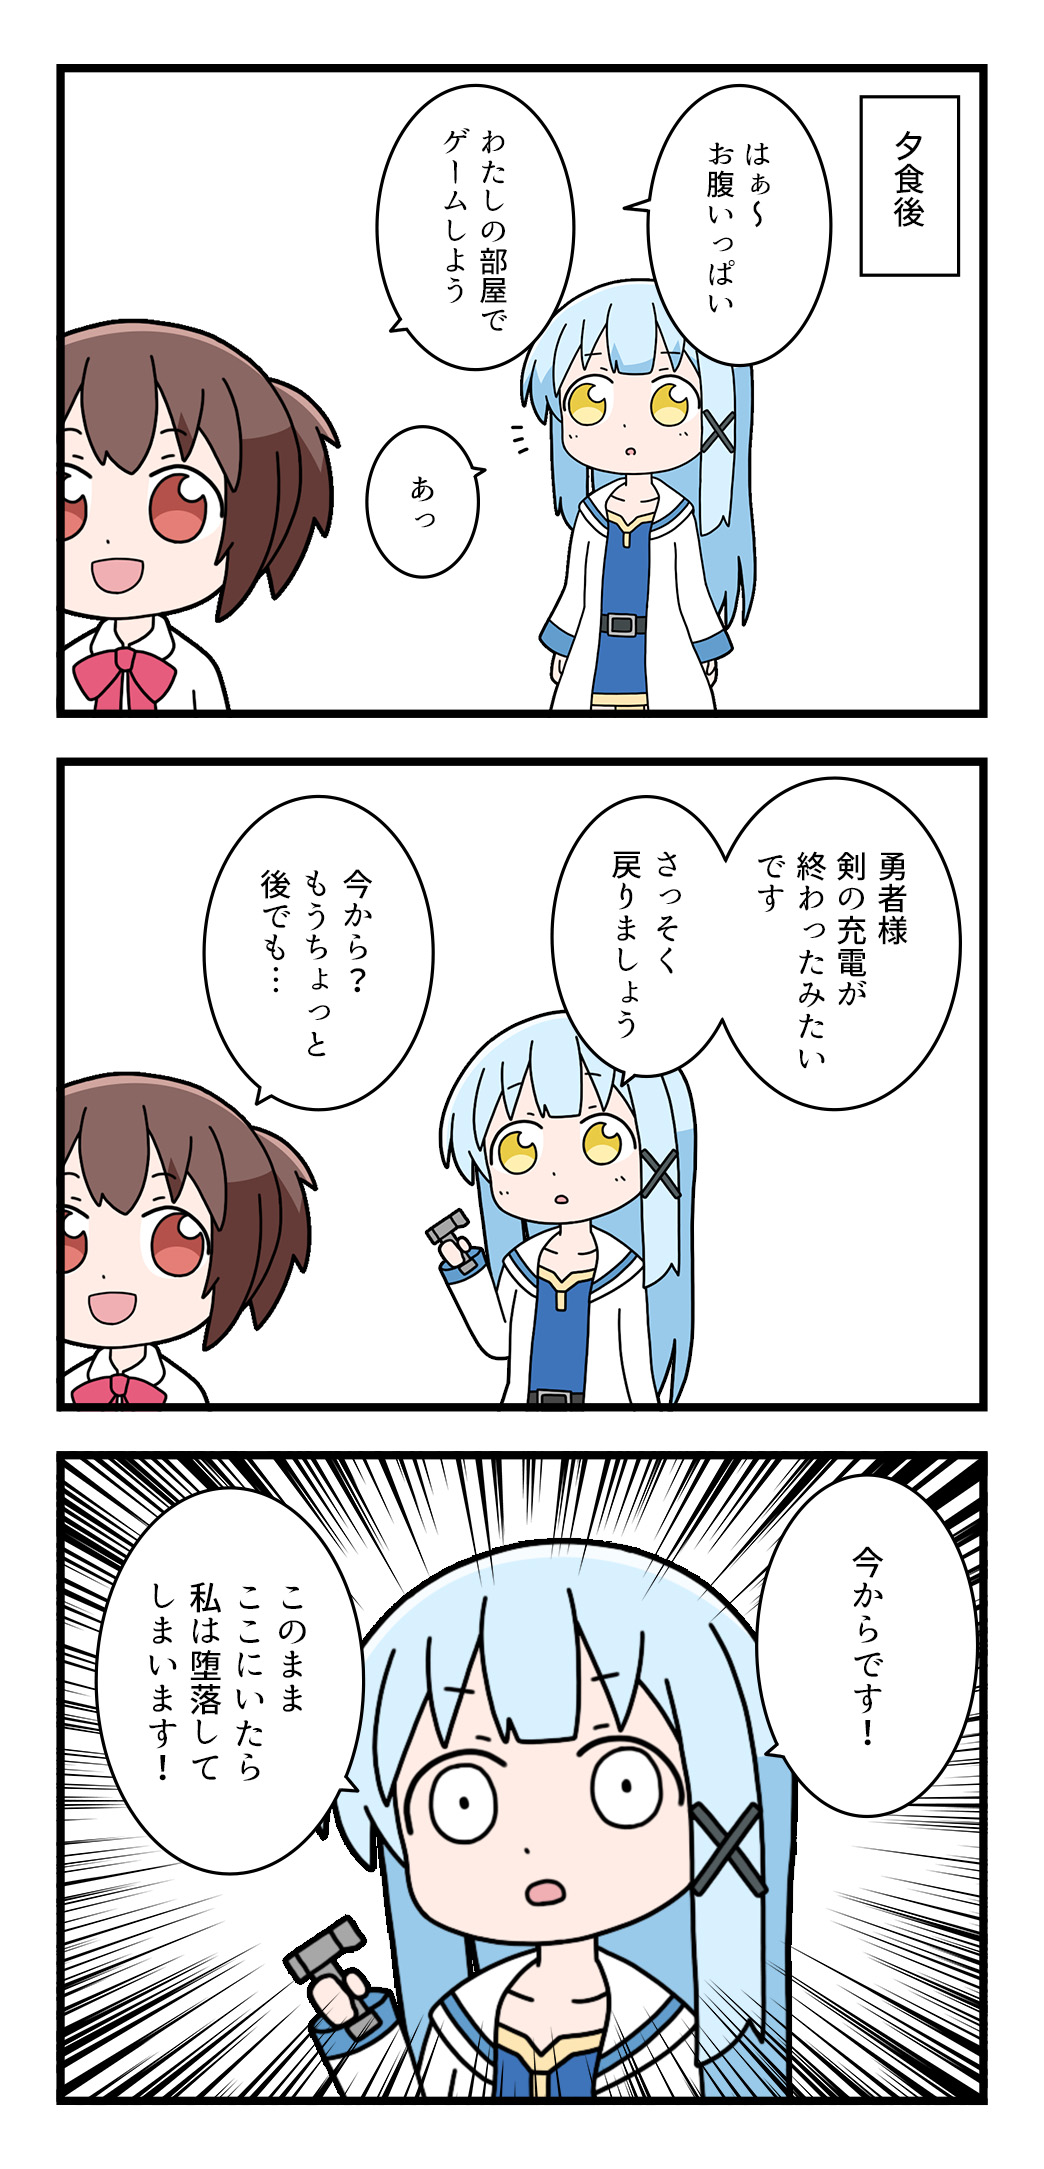 夕食後
はぁ〜
お腹いっぱい
わたしの部屋で
ゲームしよう
あっ
勇者様
剣の充電が
終わったみたい
です
さっそく
戻りましょう
今から？
もうちょっと
後でも…
今からです！
このまま
ここにいたら
私は堕落して
しまいます！